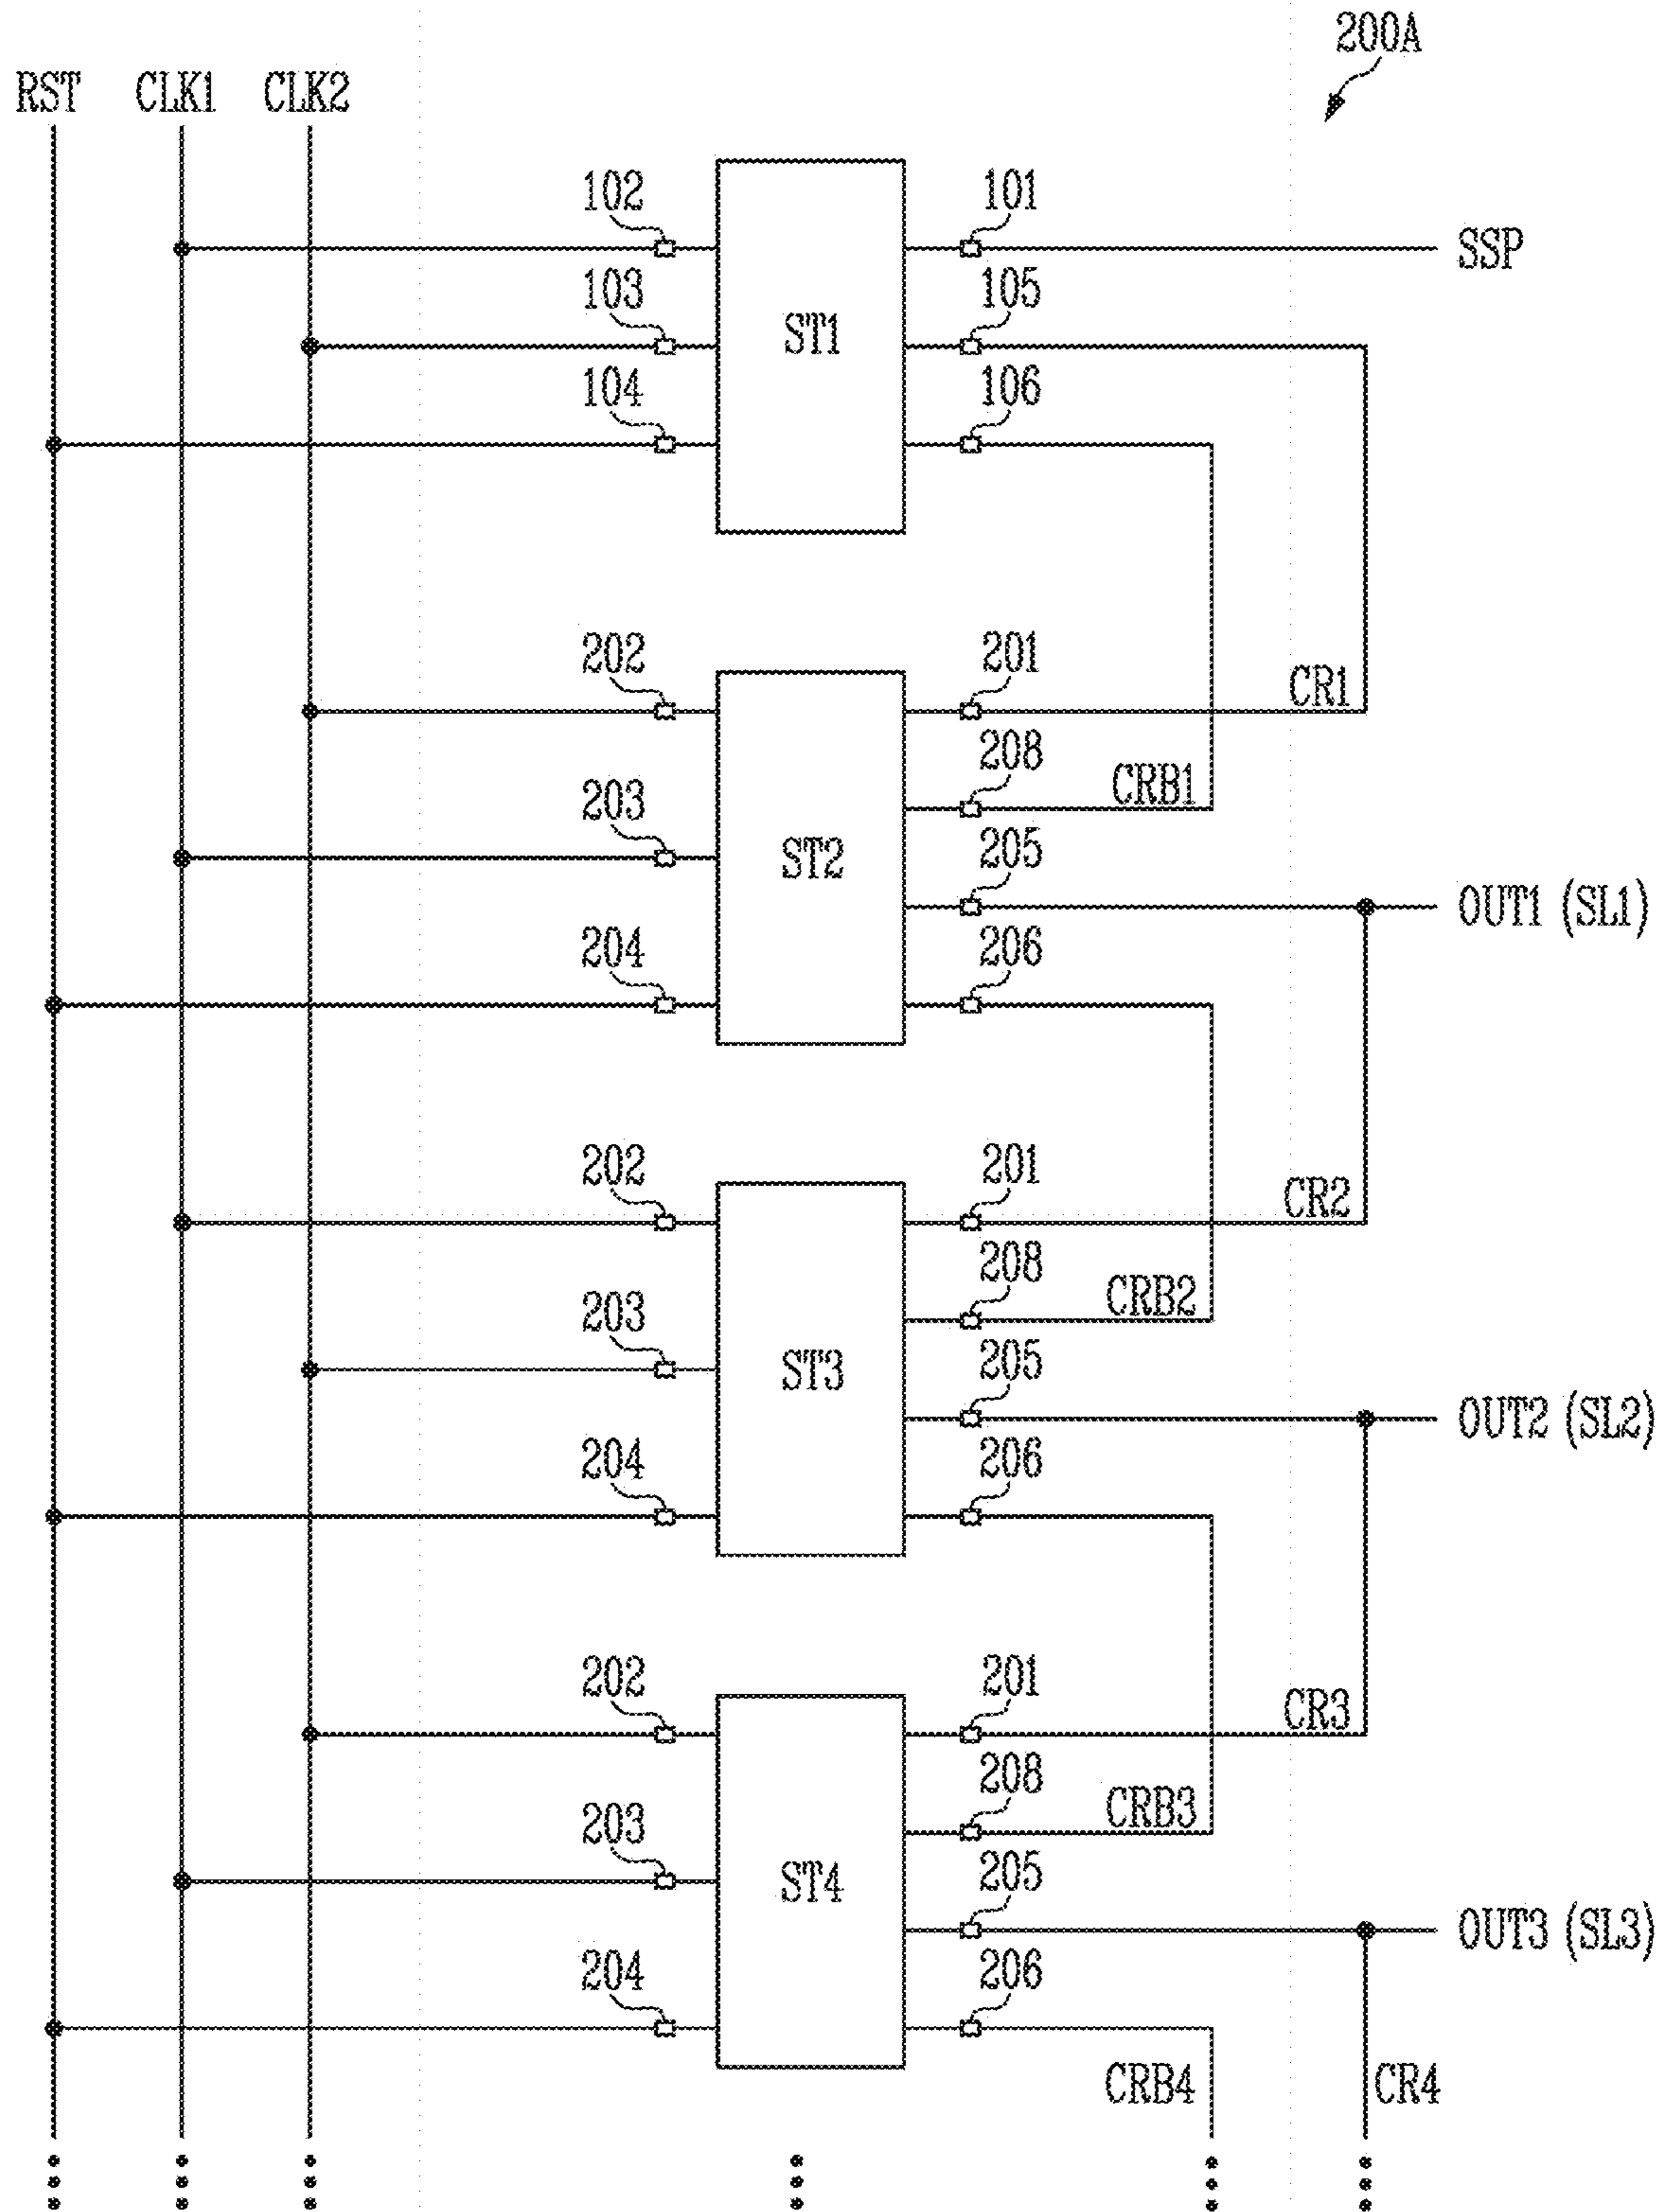 200A
RST CLK1 CLK2
102 101
SSP
103 105
ST1
104 106
202 201
CR1
208
CRB1
203
ST2
205
OUT1 (SL1)
204 206
202 201
CR2
208
CRB2
203
ST3
205
OUT2 (SL2)
204 206
202 201
CR3
208
CRB3
203
ST4
205
OUT3 (SL3)
204 206
CRB4 CR4